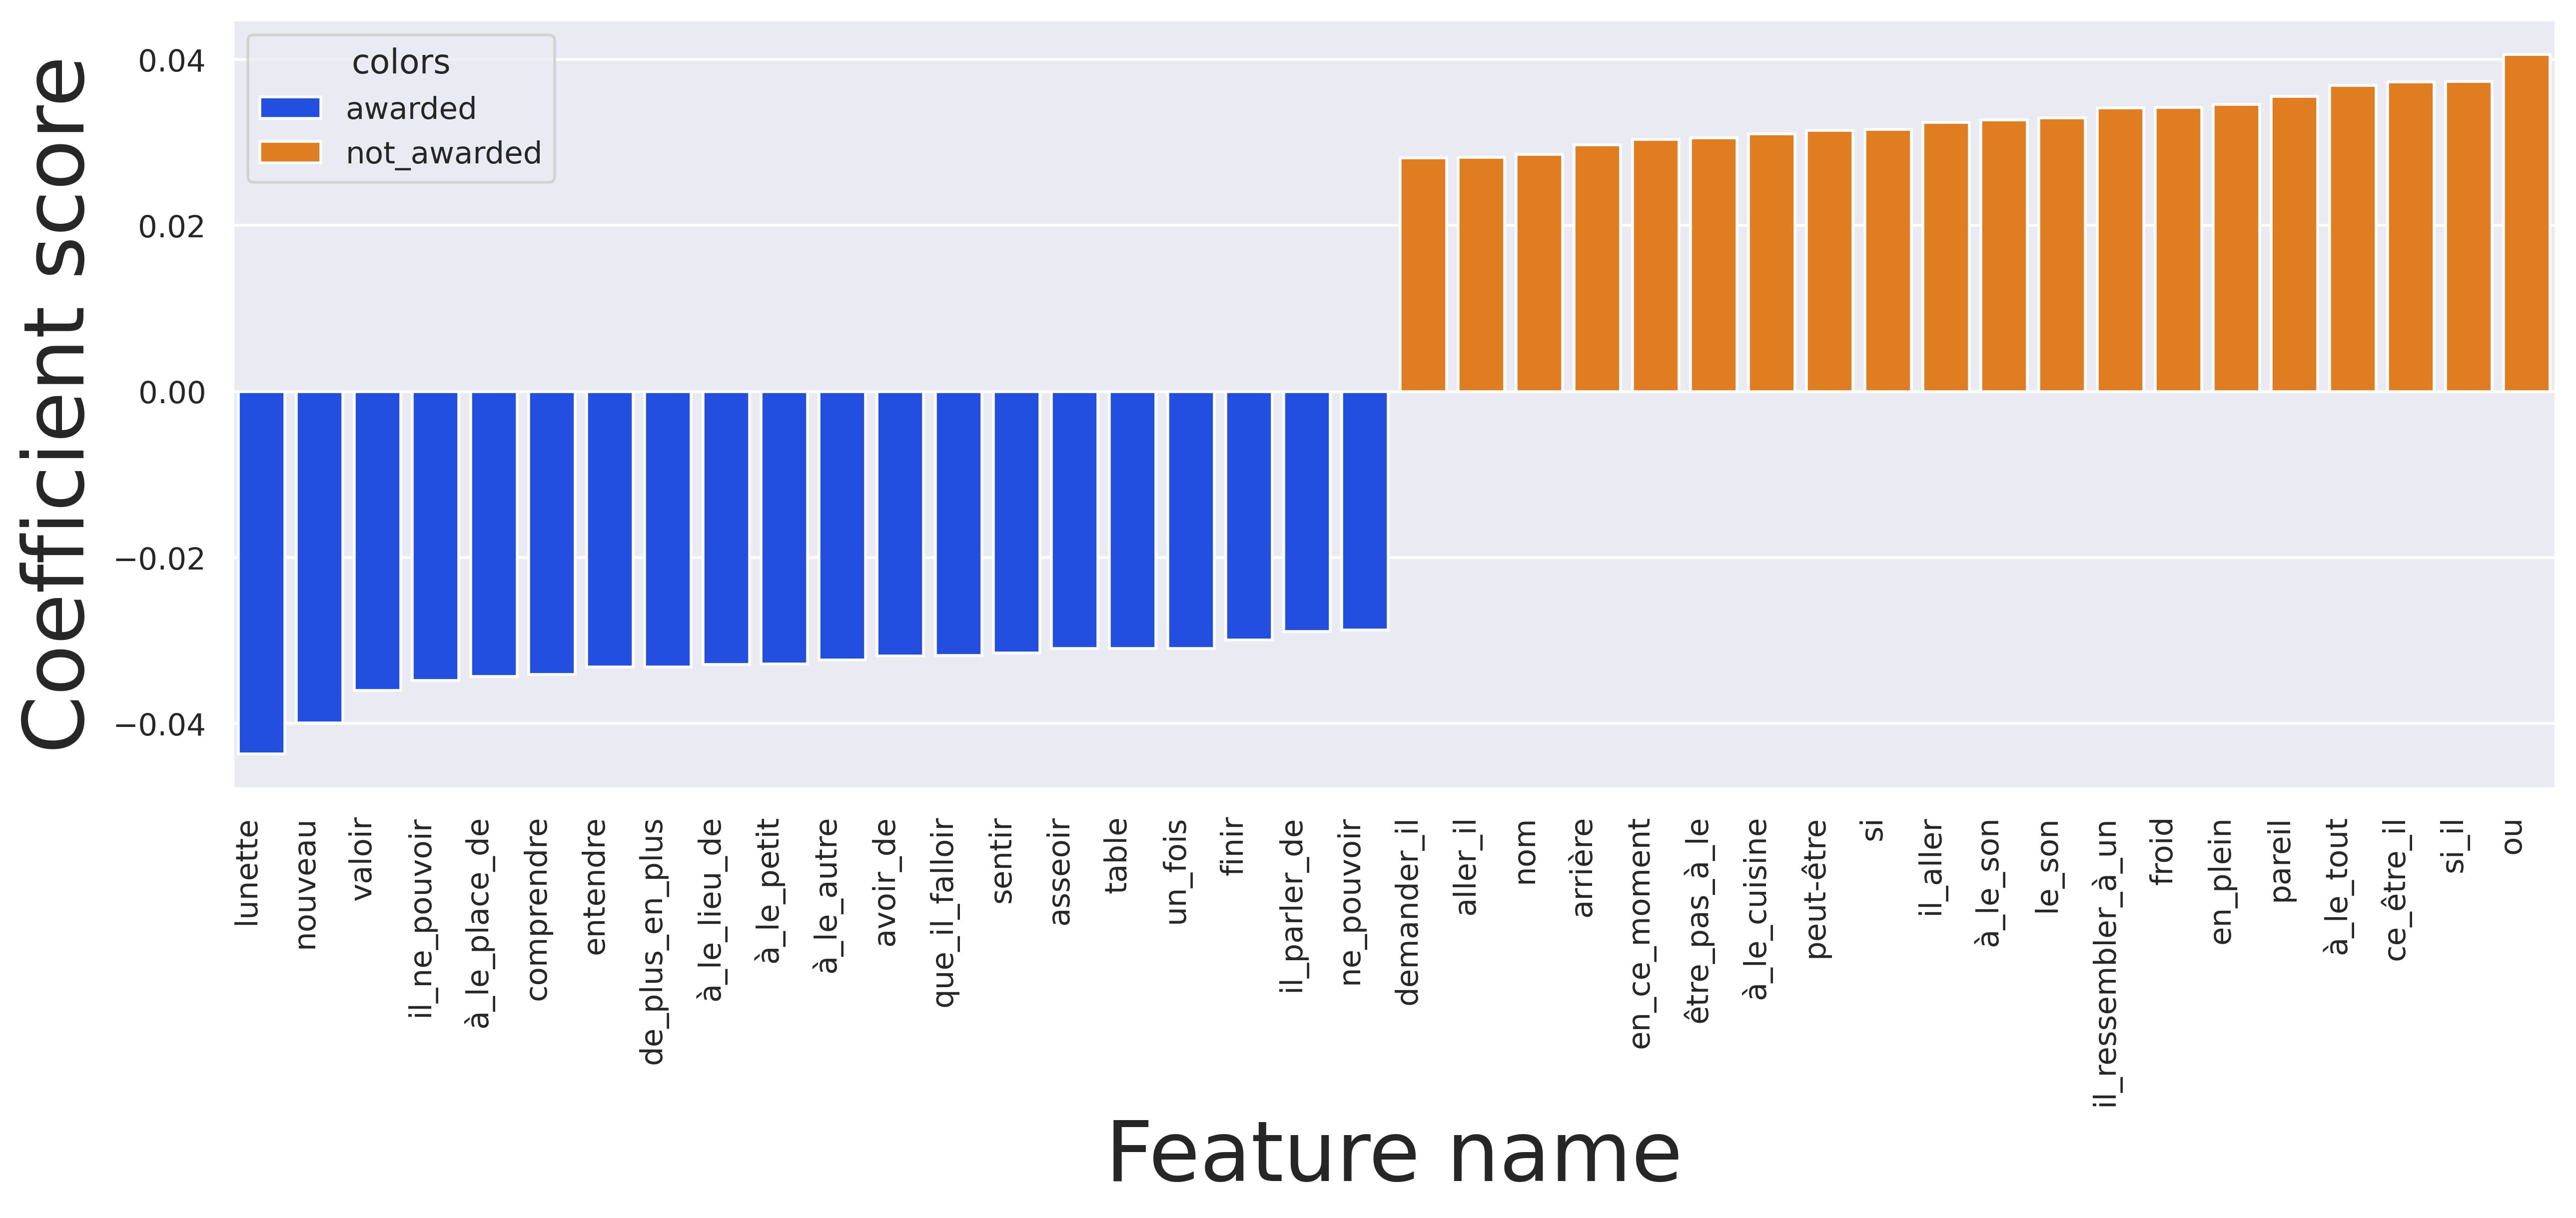 Coefficient score
0.04
0.02
0.00
−0.02
−0.04
colors
awarded
not_awarded
lunette
nouveau
valoir
il_ne_pouvoir
à_le_place_de
comprendre
entendre
de_plus_en_plus
à_le_lieu_de
à_le_petit
à_le_autre
avoir_de
que_il_falloir
sentir
asseoir
table
un_fois
finir
il_parler_de
ne_pouvoir
demander_il
aller_il
nom
arrière
en_ce_moment
être_pas_à_le
à_le_cuisine
peut-être
si
il_aller
à_le_son
le_son
il_ressembler_à_un
froid
en_plein
pareil
à_le_tout
ce_être_il
si_il
ou
Feature name